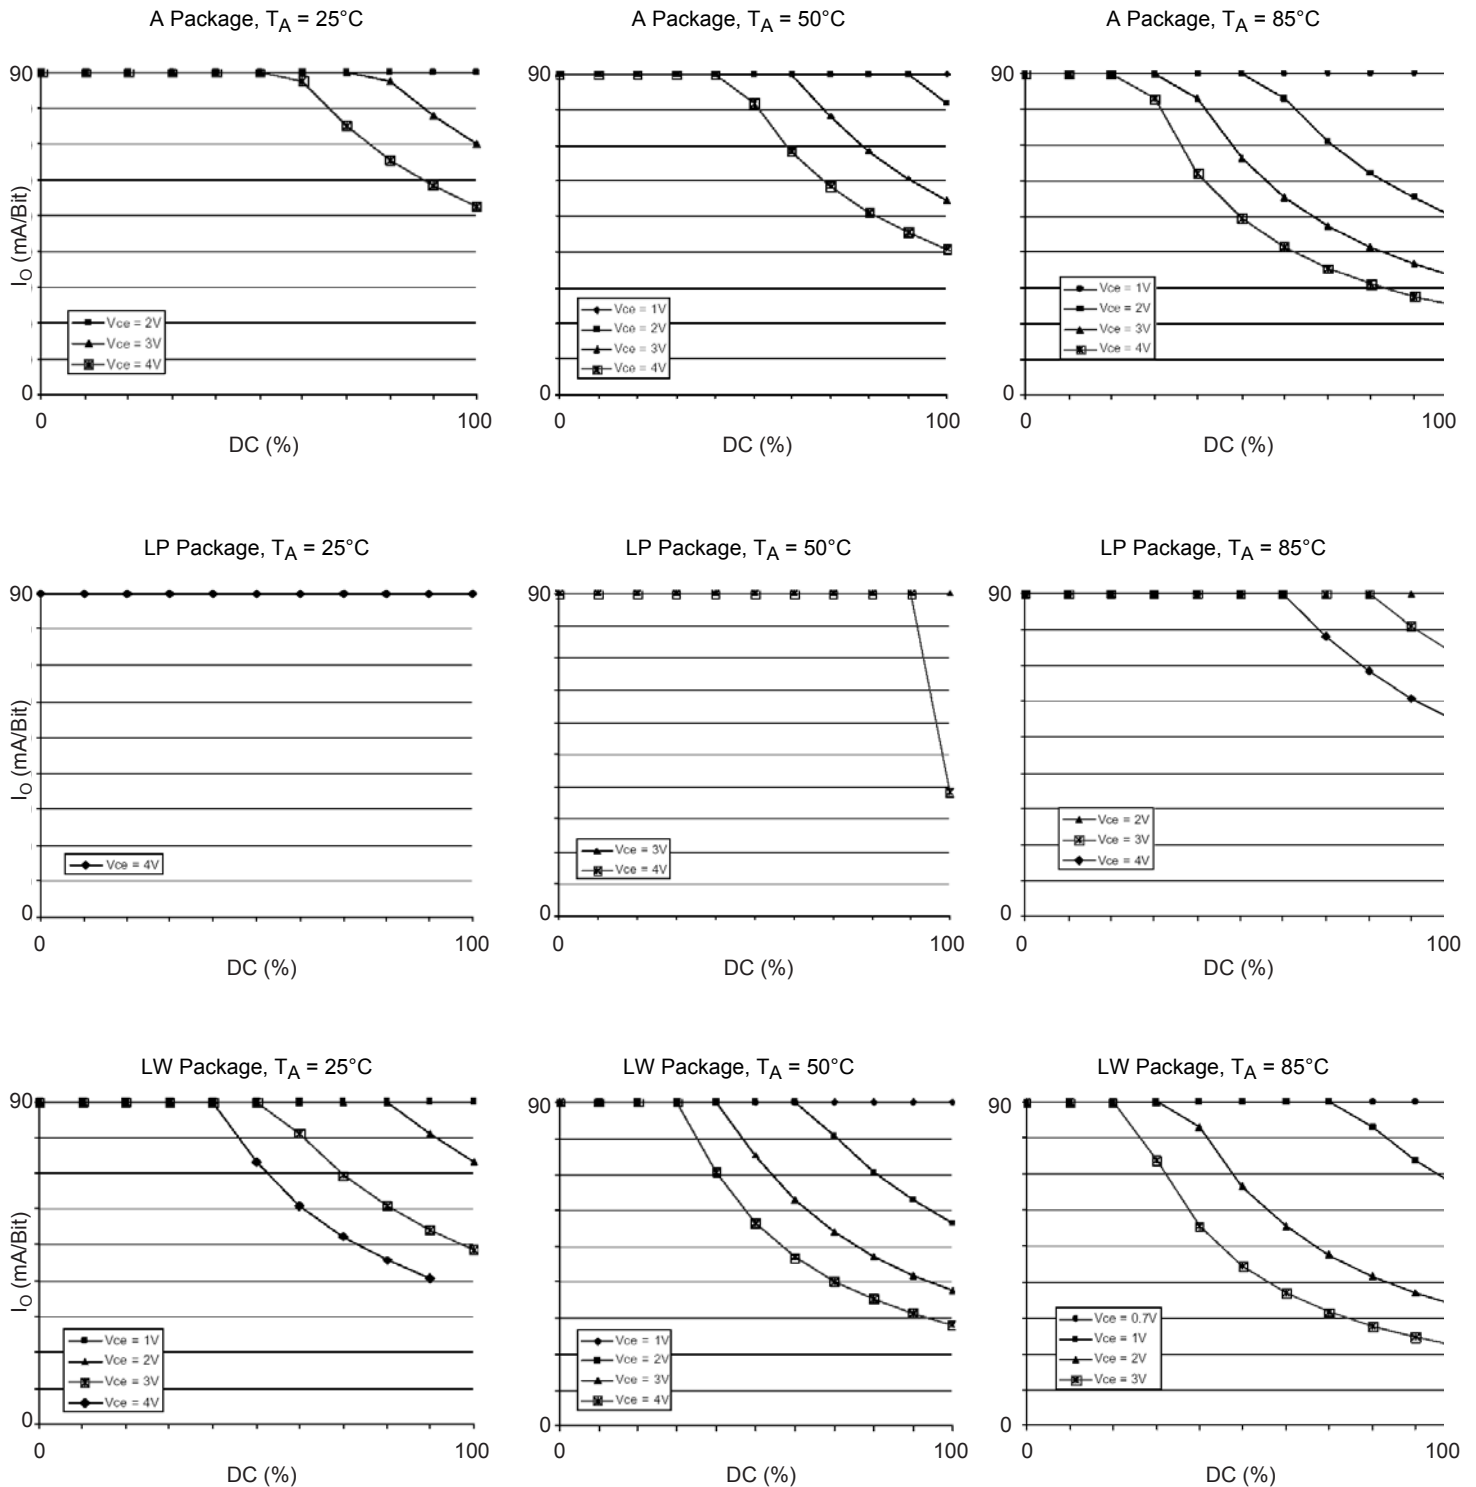 A Package, TA = 25°C
90
IO (mA/Bit)
Vce = 2V
Vce = 3V
Vce = 4V
0
0
100
DC (%)
A Package, TA = 50°C
90
Vce = 1V
Vce = 2V
Vce = 3V
Vce = 4V
0
0
100
DC (%)
A Package, TA = 85°C
90
Vce = 1V
Vce = 2V
Vce = 3V
Vce = 4V
0
0
100
DC (%)
LP Package, TA = 25°C
90
IO (mA/Bit)
Vce = 4V
0
0
100
DC (%)
LP Package, TA = 50°C
90
Vce = 3V
Vce = 4V
0
0
100
DC (%)
LP Package, TA = 85°C
90
Vce = 2V
Vce = 3V
Vce = 4V
0
0
100
DC (%)
LW Package, TA = 25°C
90
IO (mA/Bit)
Vce = 1V
Vce = 2V
Vce = 3V
Vce = 4V
0
0
100
DC (%)
LW Package, TA = 50°C
90
Vce = 1V
Vce = 2V
Vce = 3V
Vce = 4V
0
0
100
DC (%)
LW Package, TA = 85°C
90
Vce = 0.7V
Vce = 1V
Vce = 2V
Vce = 3V
0
0
100
DC (%)